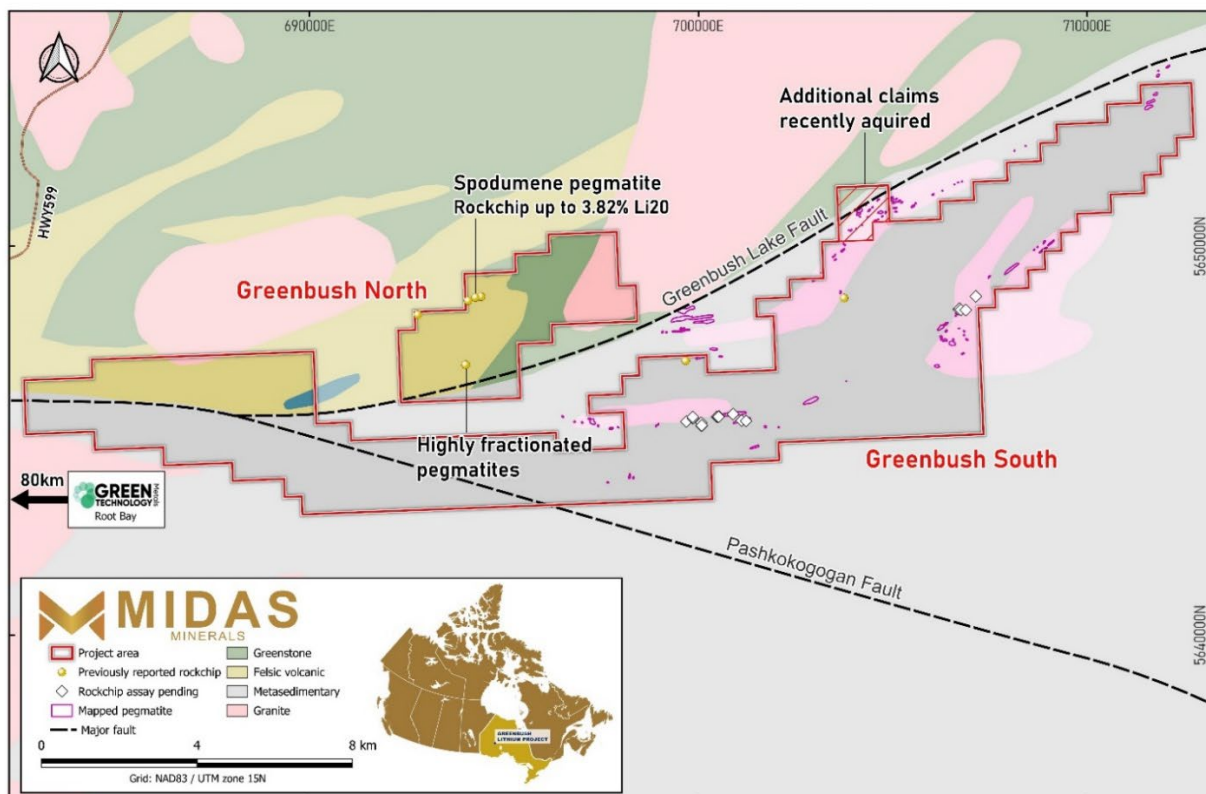 690000E
700000E
710000E
HWY599
Additional claims
recently aquired
Spodumene pegmatite
Rockchip up to 3.82% Li20
Greenbush North
Greenbush Lake Fault
5650000N
Highly fractionated
pegmatites
Greenbush South
80km
GREEN
TECHNOLOGY
Metals
Root Bay
Pashkokogogan Fault
5640000N
MIDAS
MINERALS
Project area
Previously reported rockchip
Rockchip assay pending
Mapped pegmatite
Major fault
Greenstone
Felsic volcanic
Metasedimentary
Granite
0 4 8 km
Grid: NAD83 / UTM zone 15N
GREENBUSH
LITHIUM PROJECT